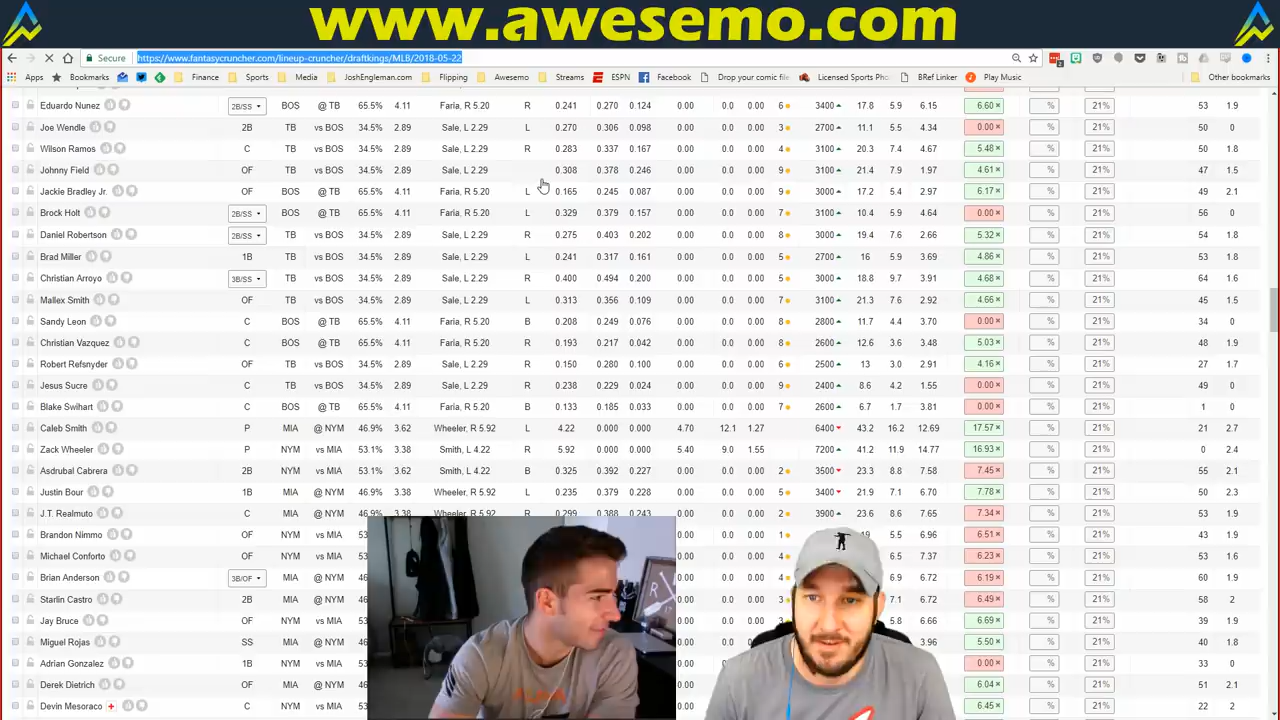 www.awesemo.com
Secure https://www.fantasycruncher.com/lineup-cruncher/draftkings/MLB/2018-05-22
Apps Bookmarks Finance Sports Media JoshEngleman.com Flipping Awesemo Streams ESPN Facebook Drop your comic file Licensed Sports Pho BRef Linker Play Music Other bookmarks
Eduardo Nunez 2B/SS BOS @ TB 65.5% 4.11 Faria, R 5.20 R 0.241 0.270 0.124 0.00 0.0 0.00 6 3400 17.8 5.9 6.15 6.60 × % 21% 53 1.9
Joe Wendle 2B TB vs BOS 34.5% 2.89 Sale, L 2.29 L 0.270 0.306 0.098 0.00 0.0 0.00 3 2700 11.1 5.5 4.34 0.00 × % 21% 50 0
Wilson Ramos C TB vs BOS 34.5% 2.89 Sale, L 2.29 R 0.283 0.337 0.167 0.00 0.0 0.00 4 3100 20.3 7.4 4.67 5.48 × % 21% 50 1.8
Johnny Field OF TB vs BOS 34.5% 2.89 Sale, L 2.29 0.308 0.378 0.246 0.00 0.0 0.00 9 3100 21.4 7.9 1.97 4.61 × % 21% 47 1.5
Jackie Bradley Jr. OF BOS @ TB 65.5% 4.11 Faria, R 5.20 L 0.165 0.245 0.087 0.00 0.0 0.00 9 3000 17.2 5.4 2.97 6.17 × % 21% 49 2.1
Brock Holt 2B/SS BOS @ TB 65.5% 4.11 Faria, R 5.20 L 0.329 0.379 0.157 0.00 0.0 0.00 7 3100 10.4 5.9 4.64 0.00 × % 21% 56 0
Daniel Robertson 2B/SS TB vs BOS 34.5% 2.89 Sale, L 2.29 R 0.275 0.403 0.202 0.00 0.0 0.00 8 3000 19.4 7.6 2.66 5.32 × % 21% 54 1.8
Brad Miller 1B TB vs BOS 34.5% 2.89 Sale, L 2.29 L 0.241 0.317 0.161 0.00 0.0 0.00 5 2700 16 5.9 3.69 4.86 × % 21% 53 1.8
Christian Arroyo 3B/SS TB vs BOS 34.5% 2.89 Sale, L 2.29 R 0.400 0.494 0.200 0.00 0.0 0.00 5 3000 18.8 9.7 3.91 4.68 × % 21% 64 1.6
Mallex Smith OF TB vs BOS 34.5% 2.89 Sale, L 2.29 L 0.313 0.356 0.109 0.00 0.0 0.00 7 3100 21.3 7.6 2.92 4.66 × % 21% 45 1.5
Sandy Leon C BOS @ TB 65.5% 4.11 Faria, R 5.20 B 0.208 0.249 0.076 0.00 0.0 0.00 8 2800 11.7 4.4 3.70 0.00 × % 21% 34 0
Christian Vazquez C BOS @ TB 65.5% 4.11 Faria, R 5.20 R 0.193 0.217 0.042 0.00 0.0 0.00 8 2600 12.6 3.6 3.48 5.03 × % 21% 48 1.9
Robert Refsnyder OF TB vs BOS 34.5% 2.89 Sale, L 2.29 R 0.150 0.280 0.100 0.00 0.0 0.00 6 2500 13 3.0 2.91 4.16 × % 21% 27 1.7
Jesus Sucre C TB vs BOS 34.5% 2.89 Sale, L 2.29 R 0.238 0.229 0.024 0.00 0.0 0.00 9 2400 8.6 4.2 1.55 0.00 × % 21% 49 0
Blake Swihart C BOS @ TB 65.5% 4.11 Faria, R 5.20 B 0.133 0.185 0.033 0.00 0.0 0.00 7 2600 6.7 1.7 3.81 0.00 × % 21% 1 0
Caleb Smith P MIA @ NYM 46.9% 3.62 Wheeler, R 5.92 L 4.22 0.000 0.000 4.70 12.1 1.27 6400 43.2 16.2 12.69 17.57 × % 21% 21 2.7
Zack Wheeler P NYM vs MIA 53.1% 3.38 Smith, L 4.22 R 5.92 0.000 0.000 5.40 9.0 1.55 7200 41.2 11.9 14.77 16.93 × % 21% 0 2.4
Asdrubal Cabrera 2B NYM vs MIA 53.1% 3.62 Smith, L 4.22 B 0.325 0.392 0.227 0.00 0.0 0.00 2 3500 23.3 8.8 7.58 7.45 × % 21% 55 2.1
Justin Bour 1B MIA @ NYM 46.9% 3.38 Wheeler, R 5.92 L 0.235 0.379 0.228 0.00 0.0 0.00 5 3400 21.9 7.1 6.70 7.78 × % 21% 50 2.3
J.T. Realmuto C MIA @ NYM 46.9% 3.38 Wheeler, R 5.92 R 0.299 0.388 0.243 0.00 0.0 0.00 3900 23.6 8.6 7.65 7.34 × % 21% 53 1.9
Brandon Nimmo OF NYM vs MIA 1 5.5 6.96 6.51 × % 21% 43 1.9
Michael Conforto OF NYM vs MIA 4 6.5 7.37 6.23 × % 21% 53 1.6
Brian Anderson 3B/OF MIA @ NYM 4 6.9 6.72 6.19 × % 21% 60 1.9
Starlin Castro 2B MIA @ NYM 3 7.1 6.72 6.49 × % 21% 58 2
Jay Bruce OF NYM vs MIA 5.8 6.66 6.69 × % 21% 39 1.9
Miguel Rojas SS MIA @ NYM 3.96 5.50 × % 21% 40 1.8
Adrian Gonzalez 1B NYM vs MIA 0.00 × % 21% 33 0
Derek Dietrich OF MIA @ NYM 6.04 × % 21% 51
Devin Mesoraco C NYM vs MIA 6.45 × % 21% 22 2